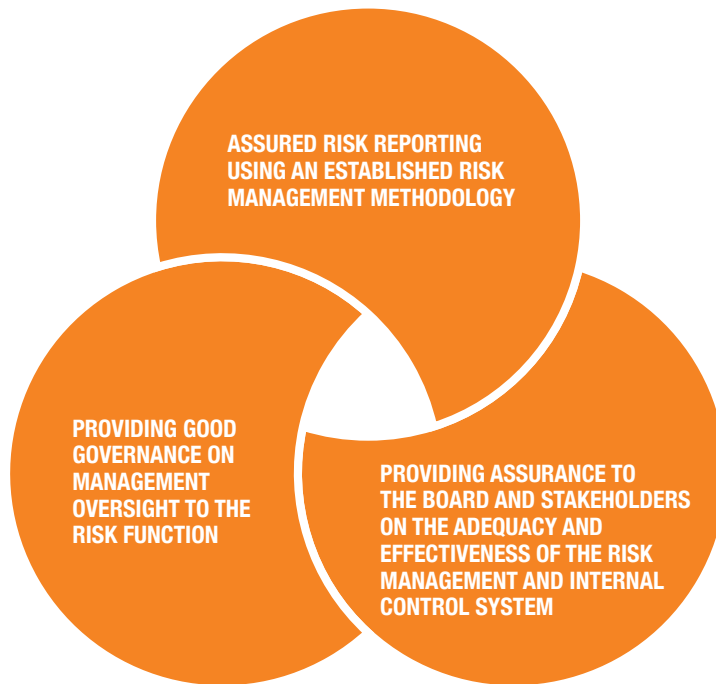 ASSURED RISK REPORTING
USING AN ESTABLISHED RISK
MANAGEMENT METHODOLOGY
PROVIDING GOOD
GOVERNANCE ON
MANAGEMENT
OVERSIGHT TO THE
RISK FUNCTION
PROVIDING ASSURANCE TO
THE BOARD AND STAKEHOLDERS
ON THE ADEQUACY AND
EFFECTIVENESS OF THE RISK
MANAGEMENT AND INTERNAL
CONTROL SYSTEM